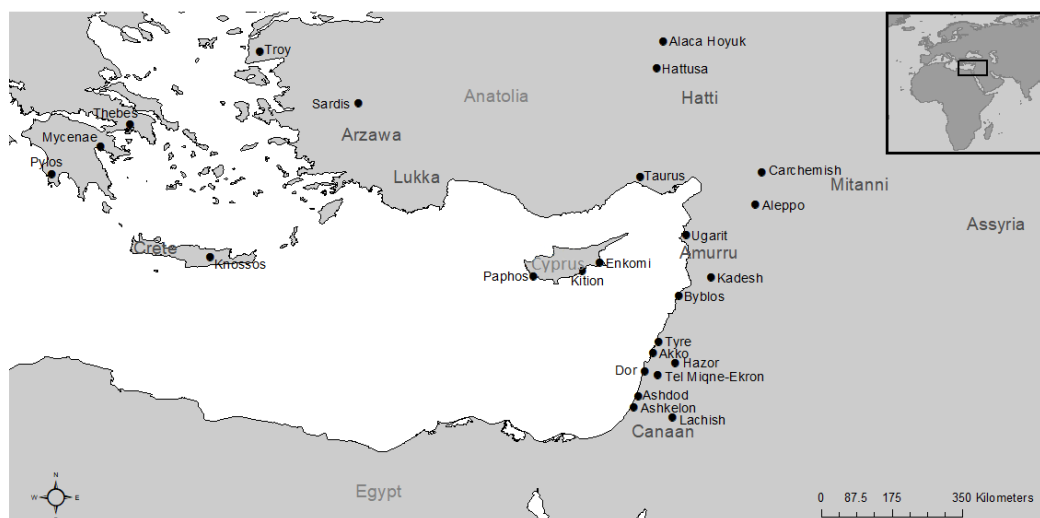 Troy
Alaca Hoyuk
Hattusa
Anatolia
Hatti
Sardis
Thebes
Arzawa
Mycenae
Pylos
Lukka
Taurus
Carchemish
Mitanni
Aleppo
Assyria
Ugarit
Crete
Amurru
Knossos
Cyprus
Enkomi
Paphos
Kition
Kadesh
Byblos
Tyre
Akko
Hazor
Dor
Tel Miqne-Ekron
Ashdod
Ashkelon
Lachish
Canaan
Egypt
N
W E
0 87.5 175 350 Kilometers